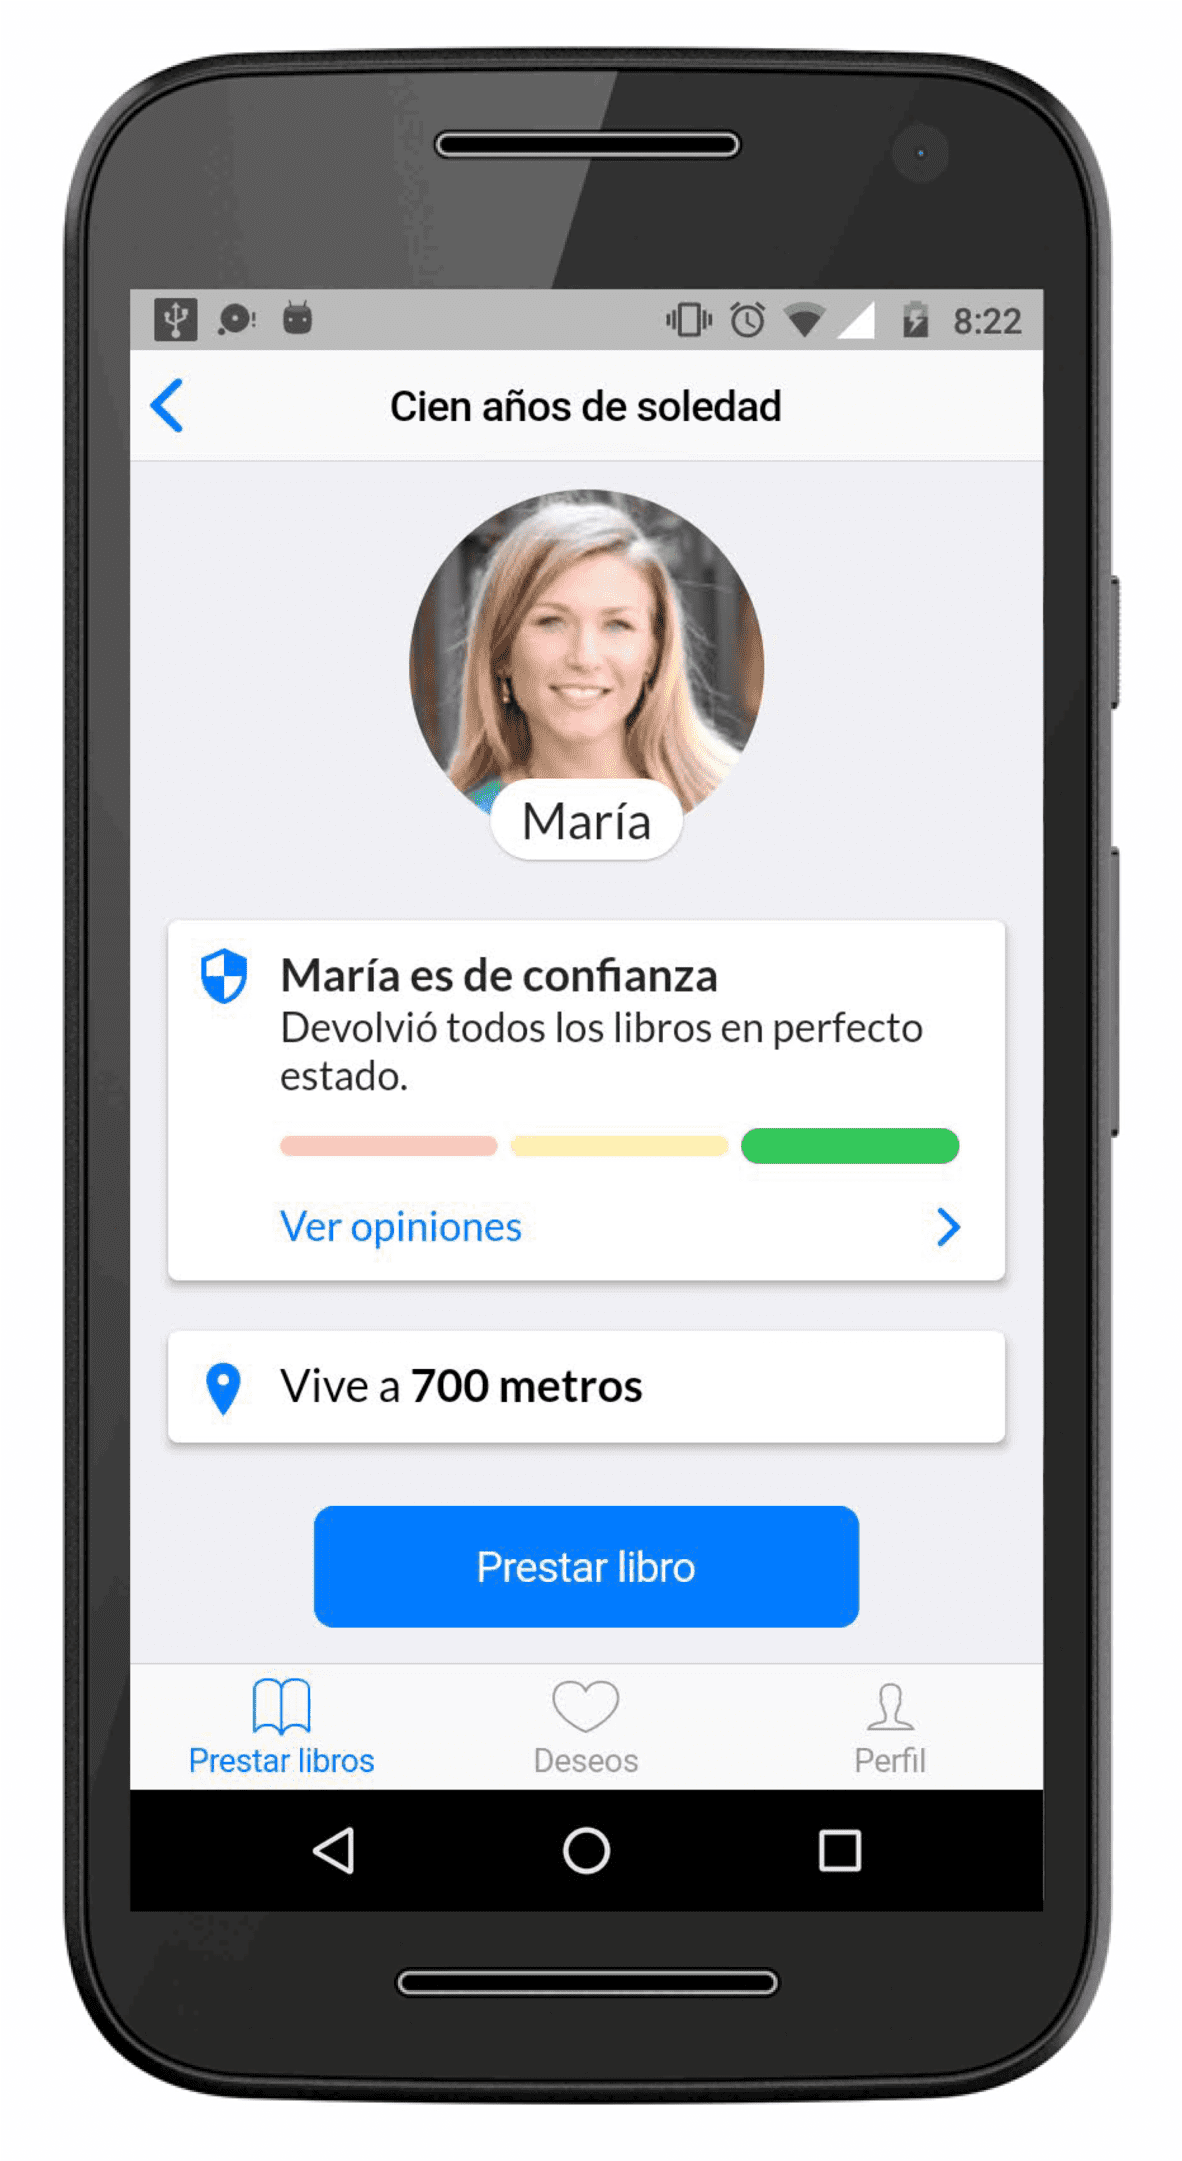 8:22
Cien años de soledad
María
María es de confianza
Devolvió todos los libros en perfecto
estado.
Ver opiniones
Vive a 700 metros
Prestar libro
Prestar libros
Deseos
Perfil